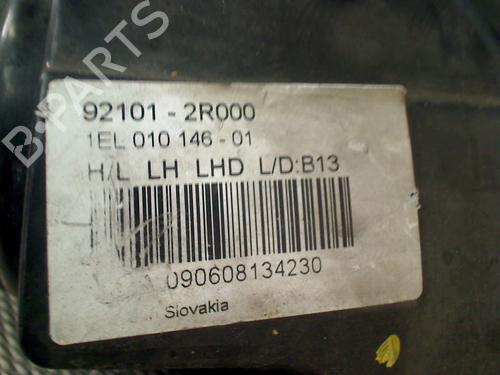 92101 - 2R000
1EL 010 146 - 01
H/L LH LHD L/D:B13
090608134230
Slovakia
B-PARTS